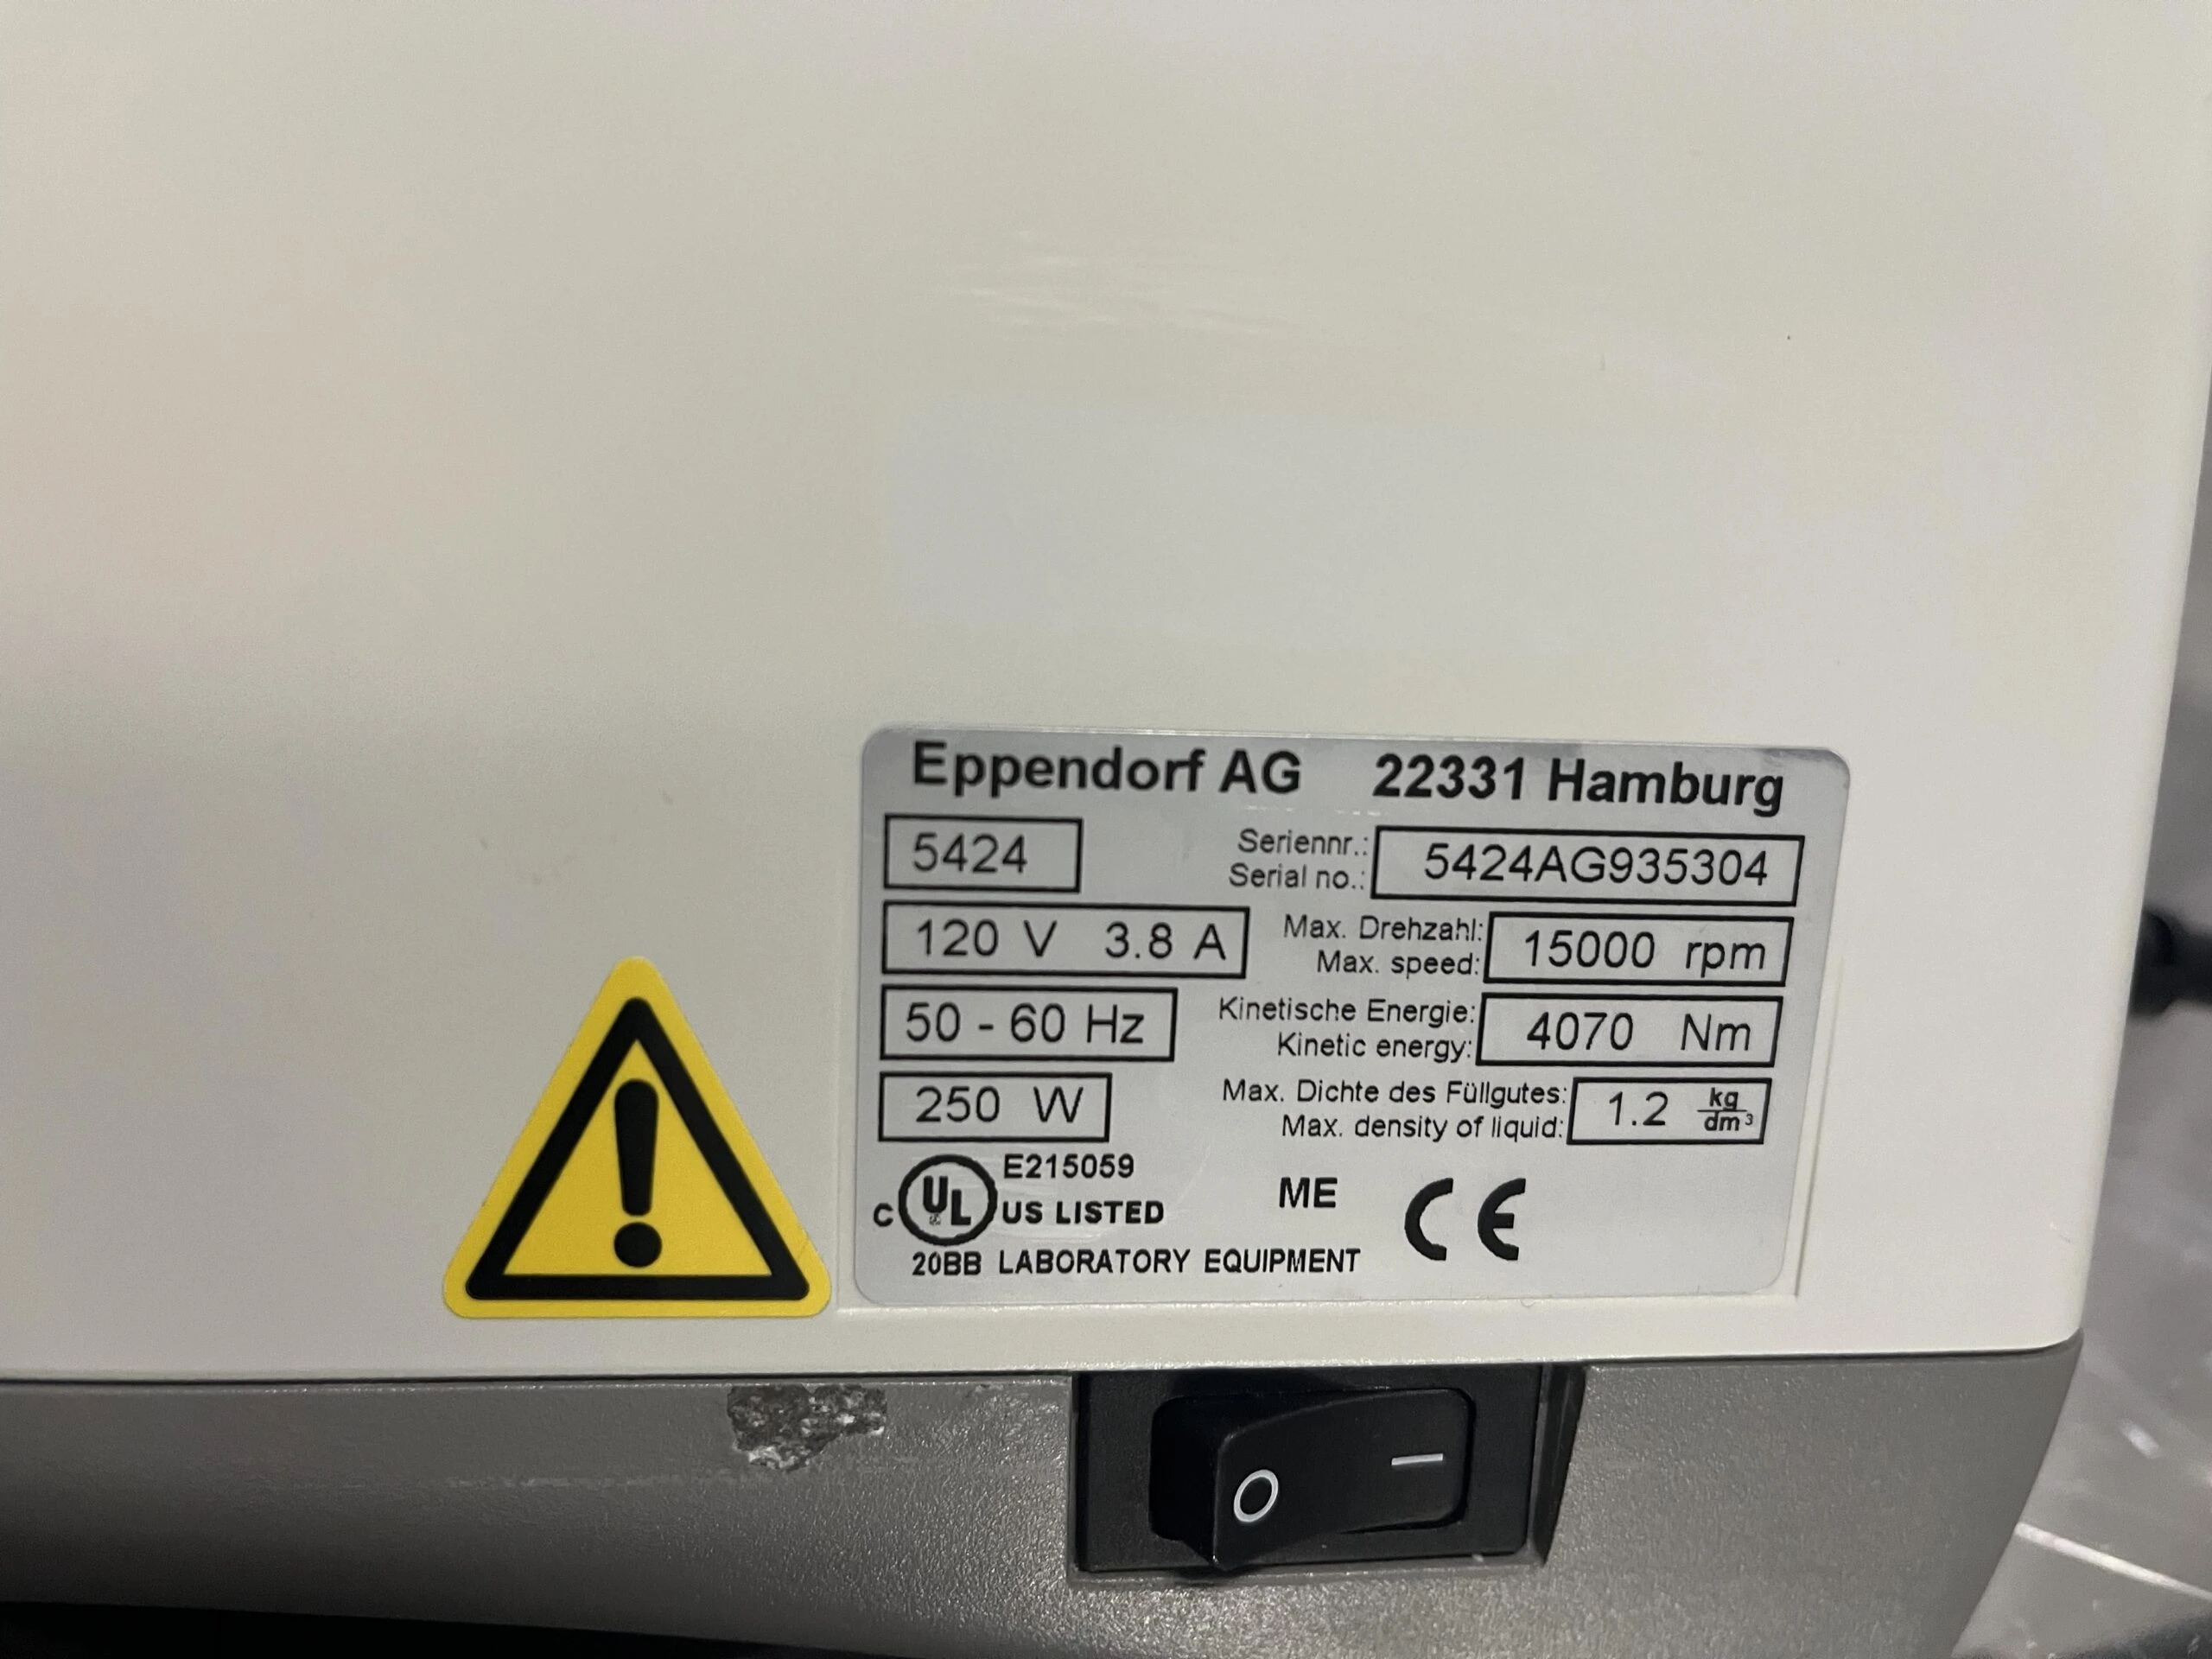 Eppendorf AG 22331 Hamburg
5424
Seriennr.:
Serial no.: 5424AG935304
120 V 3.8 A
Max. Drehzahl:
Max. speed: 15000 rpm
50 - 60 Hz
Kinetische Energie:
Kinetic energy: 4070 Nm
250 W
Max. Dichte des Füllgutes:
Max. density of liquid: 1.2 kg/dm³
E215059
C UL US LISTED
ME CE
20BB LABORATORY EQUIPMENT
O I